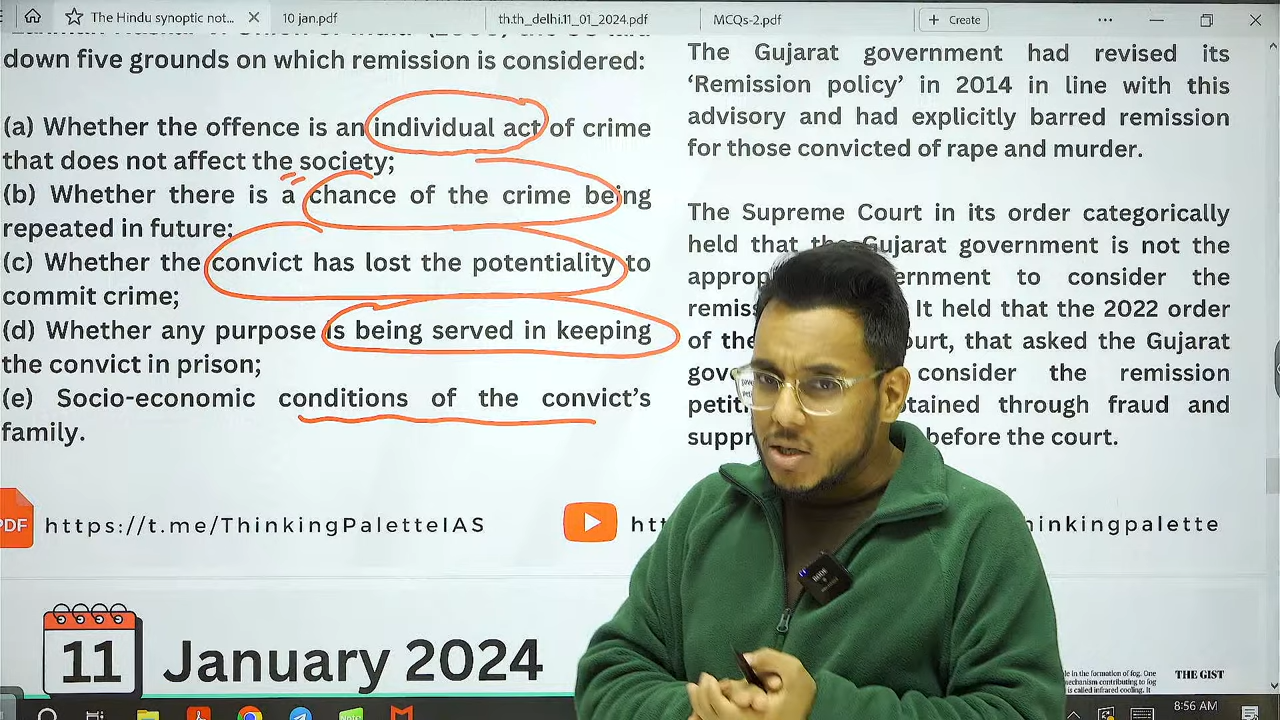 The Hindu synoptic not...
10 jan.pdf
th.th_delhi.11_01_2024.pdf
MCQs-2.pdf
+ Create
down five grounds on which remission is considered:
(a) Whether the offence is an individual act of crime
that does not affect the society;
(b) Whether there is a chance of the crime being
repeated in future;
(c) Whether the convict has lost the potentiality to
commit crime;
(d) Whether any purpose is being served in keeping
the convict in prison;
(e) Socio-economic conditions of the convict's
family.
The Gujarat government had revised its
‘Remission policy’ in 2014 in line with this
advisory and had explicitly barred remission
for those convicted of rape and murder.
The Supreme Court in its order categorically
held that the Gujarat government is not the
to consider the
It held that the 2022 order
of the that asked the Gujarat
consider the remission
through fraud and
before the court.
PDF
https://t.me/ThinkingPaletteIAS
11
January 2024
THE GIST
8:56 AM